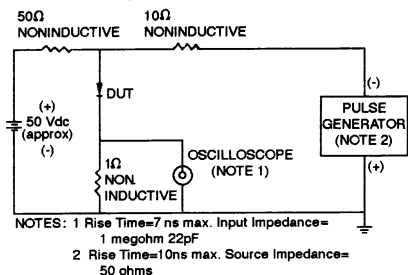 50Ω NONINDUCTIVE
10Ω NONINDUCTIVE
DUT
(+)
50 Vdc
(approx)
(-)
1Ω
NON.
INDUCTIVE
OSCILLOSCOPE
(NOTE 1)
(-)
PULSE
GENERATOR
(NOTE 2)
(+)
NOTES: 1 Rise Time=7 ns max. Input Impedance=
1 megohm 22pF
2 Rise Time=10ns max. Source Impedance=
50 ohms